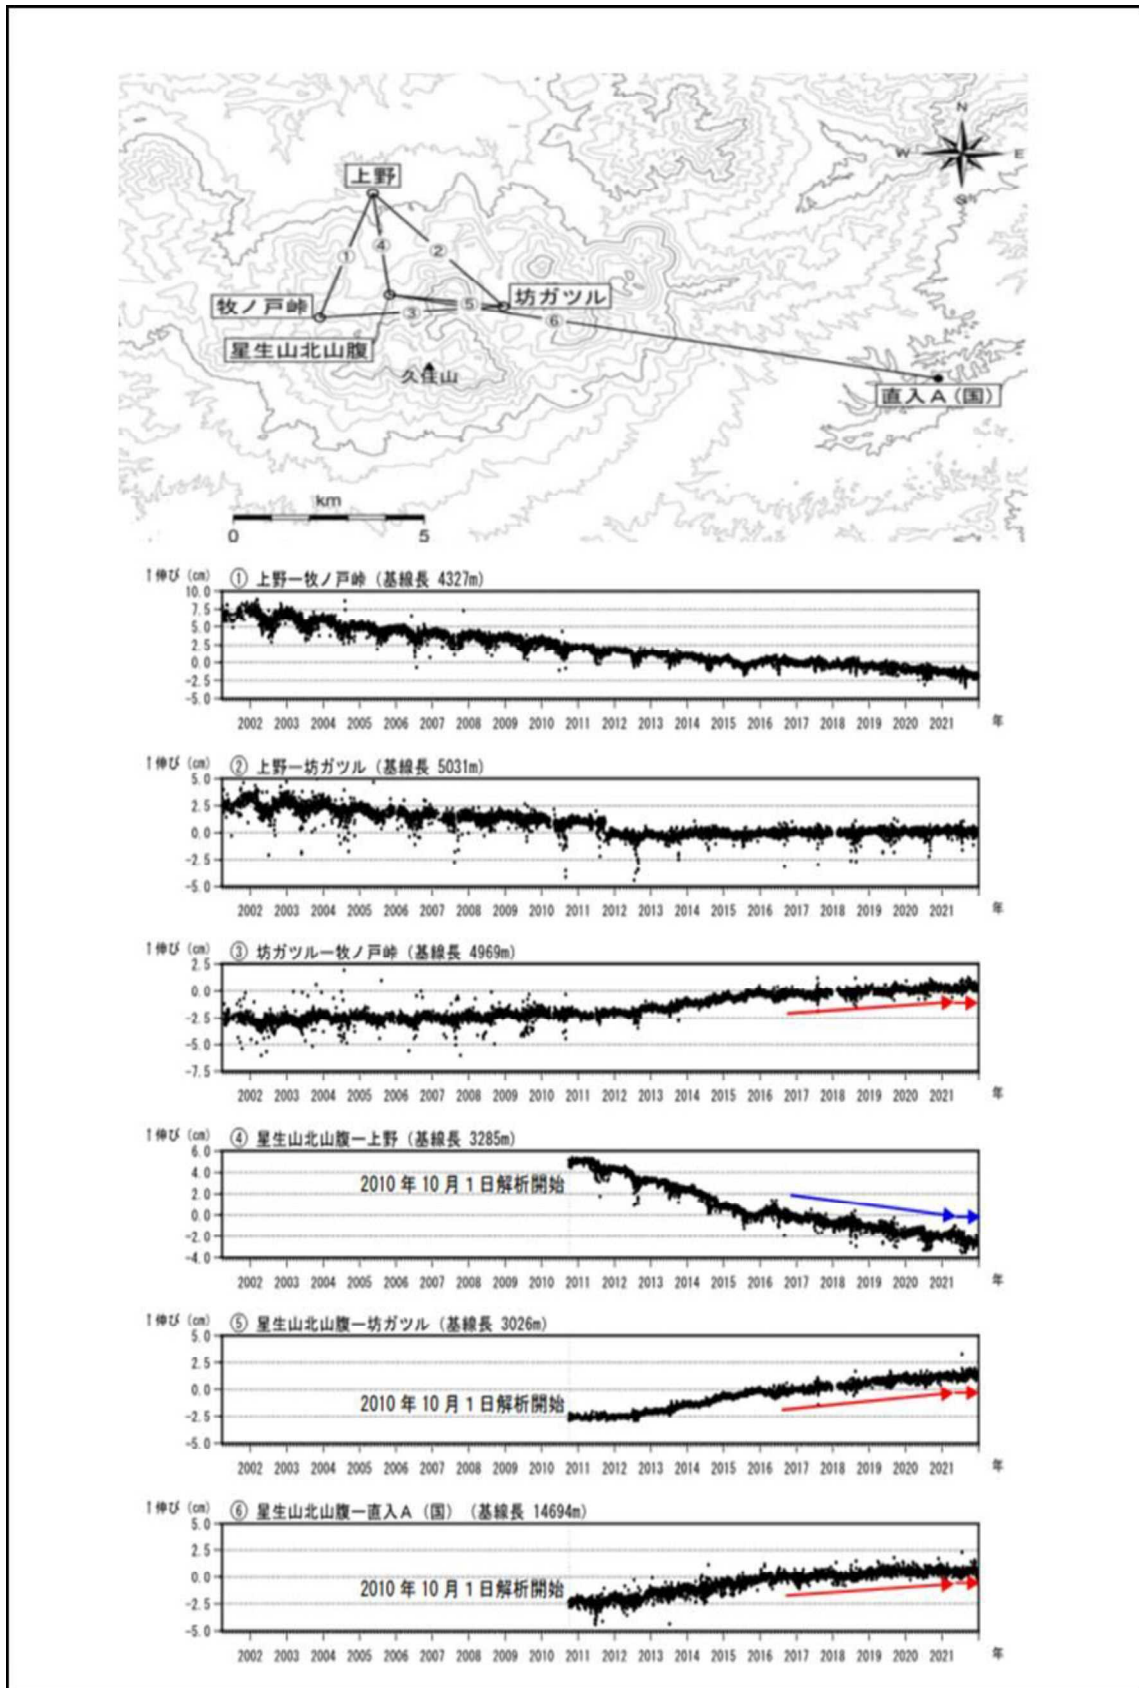 N
W E
S
上野
① ④ ②
牧ノ戸峠 ③ ⑤ 坊ガツル
⑥
星生山北山腹
久住山
直入A(国)
km
0 5
↑伸び (cm) ① 上野ー牧ノ戸峠 (基線長 4327m)
10.0
7.5
5.0
2.5
0.0
-2.5
-5.0
2002 2003 2004 2005 2006 2007 2008 2009 2010 2011 2012 2013 2014 2015 2016 2017 2018 2019 2020 2021 年
↑伸び (cm) ② 上野ー坊ガツル (基線長 5031m)
5.0
2.5
0.0
-2.5
-5.0
2002 2003 2004 2005 2006 2007 2008 2009 2010 2011 2012 2013 2014 2015 2016 2017 2018 2019 2020 2021 年
↑伸び (cm) ③ 坊ガツルー牧ノ戸峠 (基線長 4969m)
2.5
0.0
-2.5
-5.0
-7.5
2002 2003 2004 2005 2006 2007 2008 2009 2010 2011 2012 2013 2014 2015 2016 2017 2018 2019 2020 2021 年
↑伸び (cm) ④ 星生山北山腹ー上野 (基線長 3285m)
6.0
4.0
2010年10月1日解析開始
2.0
0.0
-2.0
-4.0
2002 2003 2004 2005 2006 2007 2008 2009 2010 2011 2012 2013 2014 2015 2016 2017 2018 2019 2020 2021 年
↑伸び (cm) ⑤ 星生山北山腹ー坊ガツル (基線長 3026m)
5.0
2.5
0.0
2010年10月1日解析開始
-2.5
-5.0
2002 2003 2004 2005 2006 2007 2008 2009 2010 2011 2012 2013 2014 2015 2016 2017 2018 2019 2020 2021 年
↑伸び (cm) ⑥ 星生山北山腹ー直入A (国) (基線長 14694m)
5.0
2.5
0.0
2010年10月1日解析開始
-2.5
-5.0
2002 2003 2004 2005 2006 2007 2008 2009 2010 2011 2012 2013 2014 2015 2016 2017 2018 2019 2020 2021 年